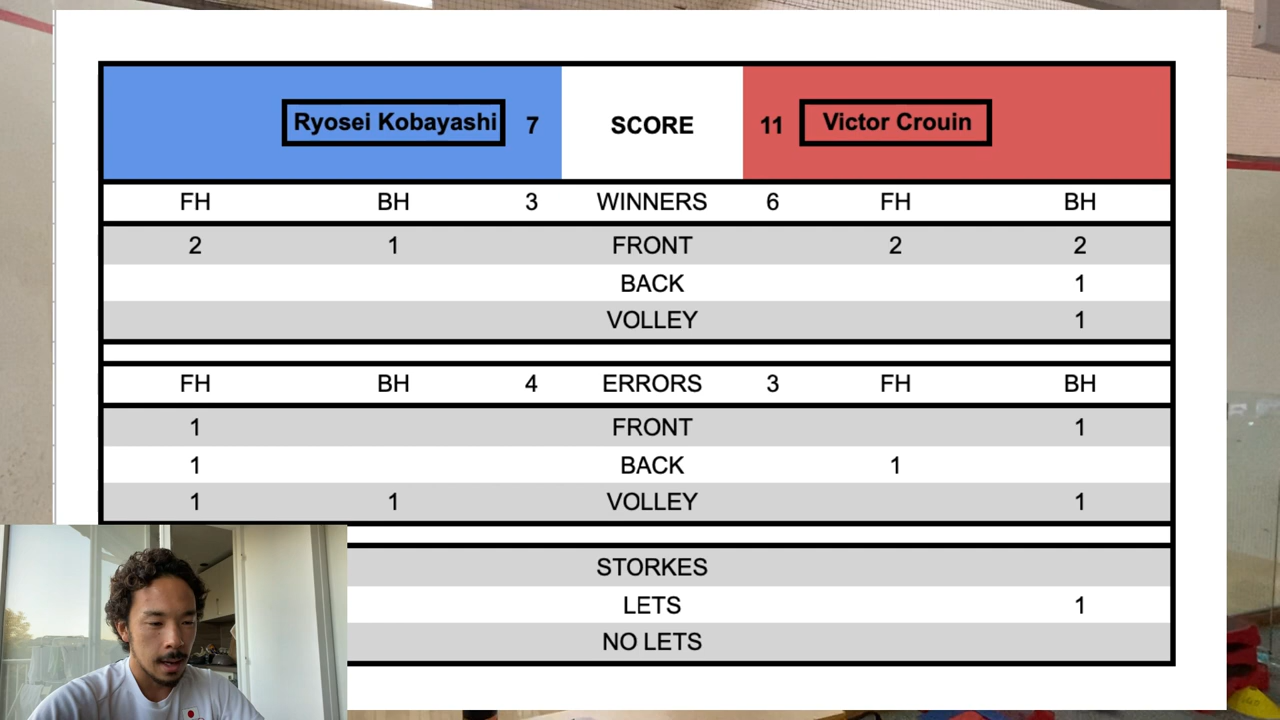 Ryosei Kobayashi 7 SCORE 11 Victor Crouin
FH BH 3 WINNERS 6 FH BH
2 1 FRONT 2 2
BACK 1
VOLLEY 1
FH BH 4 ERRORS 3 FH BH
1 FRONT 1
1 BACK 1
1 1 VOLLEY 1
STORKES
LETS 1
NO LETS